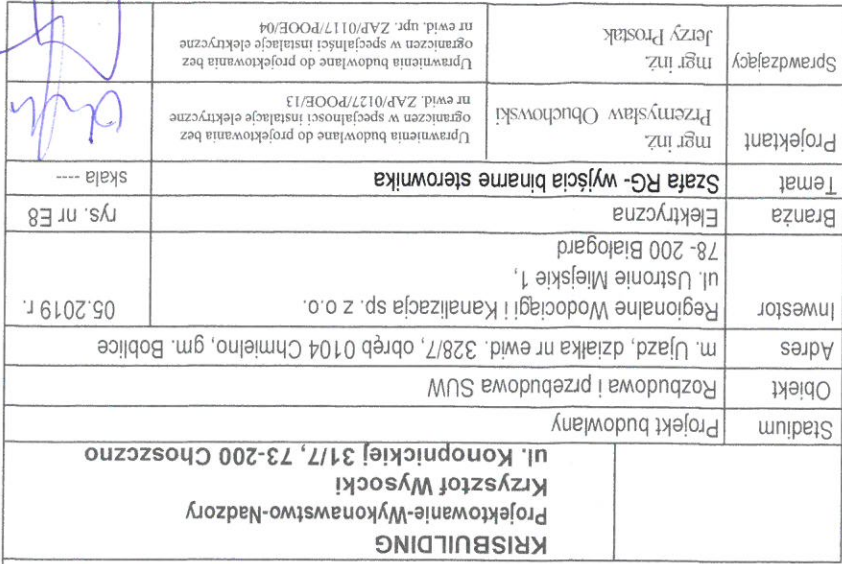 KRISBUILDING
Projektowanie-Wykonawstwo-Nadzory
Krzysztof Wysocki
ul. Konopnickiej 31/7, 73-200 Choszczno
Stadium Projekt budowlany
Obiekt Rozbudowa i przebudowa SUW
Adres m. Ujazd, działka nr ewid. 328/7, obręb 0104 Chmielno, gm. Boblice
Inwestor Regionalne Wodociągi i Kanalizacja sp. z o.o. 05.2019 r.
ul. Ustronie Miejskie 1,
78- 200 Białogard
Branża Elektryczna rys. nr E8
Temat Szafa RG- wyjścia binarne sterownika skala ----
Projektant mgr inż.
Przemysław Obuchowski
Uprawnienia budowlane do projektowania bez
ograniczen w specjalnosci instalacje elektryczne
nr ewid. ZAP/0127/POOE/13
Sprawdzający mgr inż.
Jerzy Prostak
Uprawnienia budowlane do projektowania bez
ograniczen w specjalności instalacje elektryczne
nr ewid. upr. ZAP/0117/POOE/04